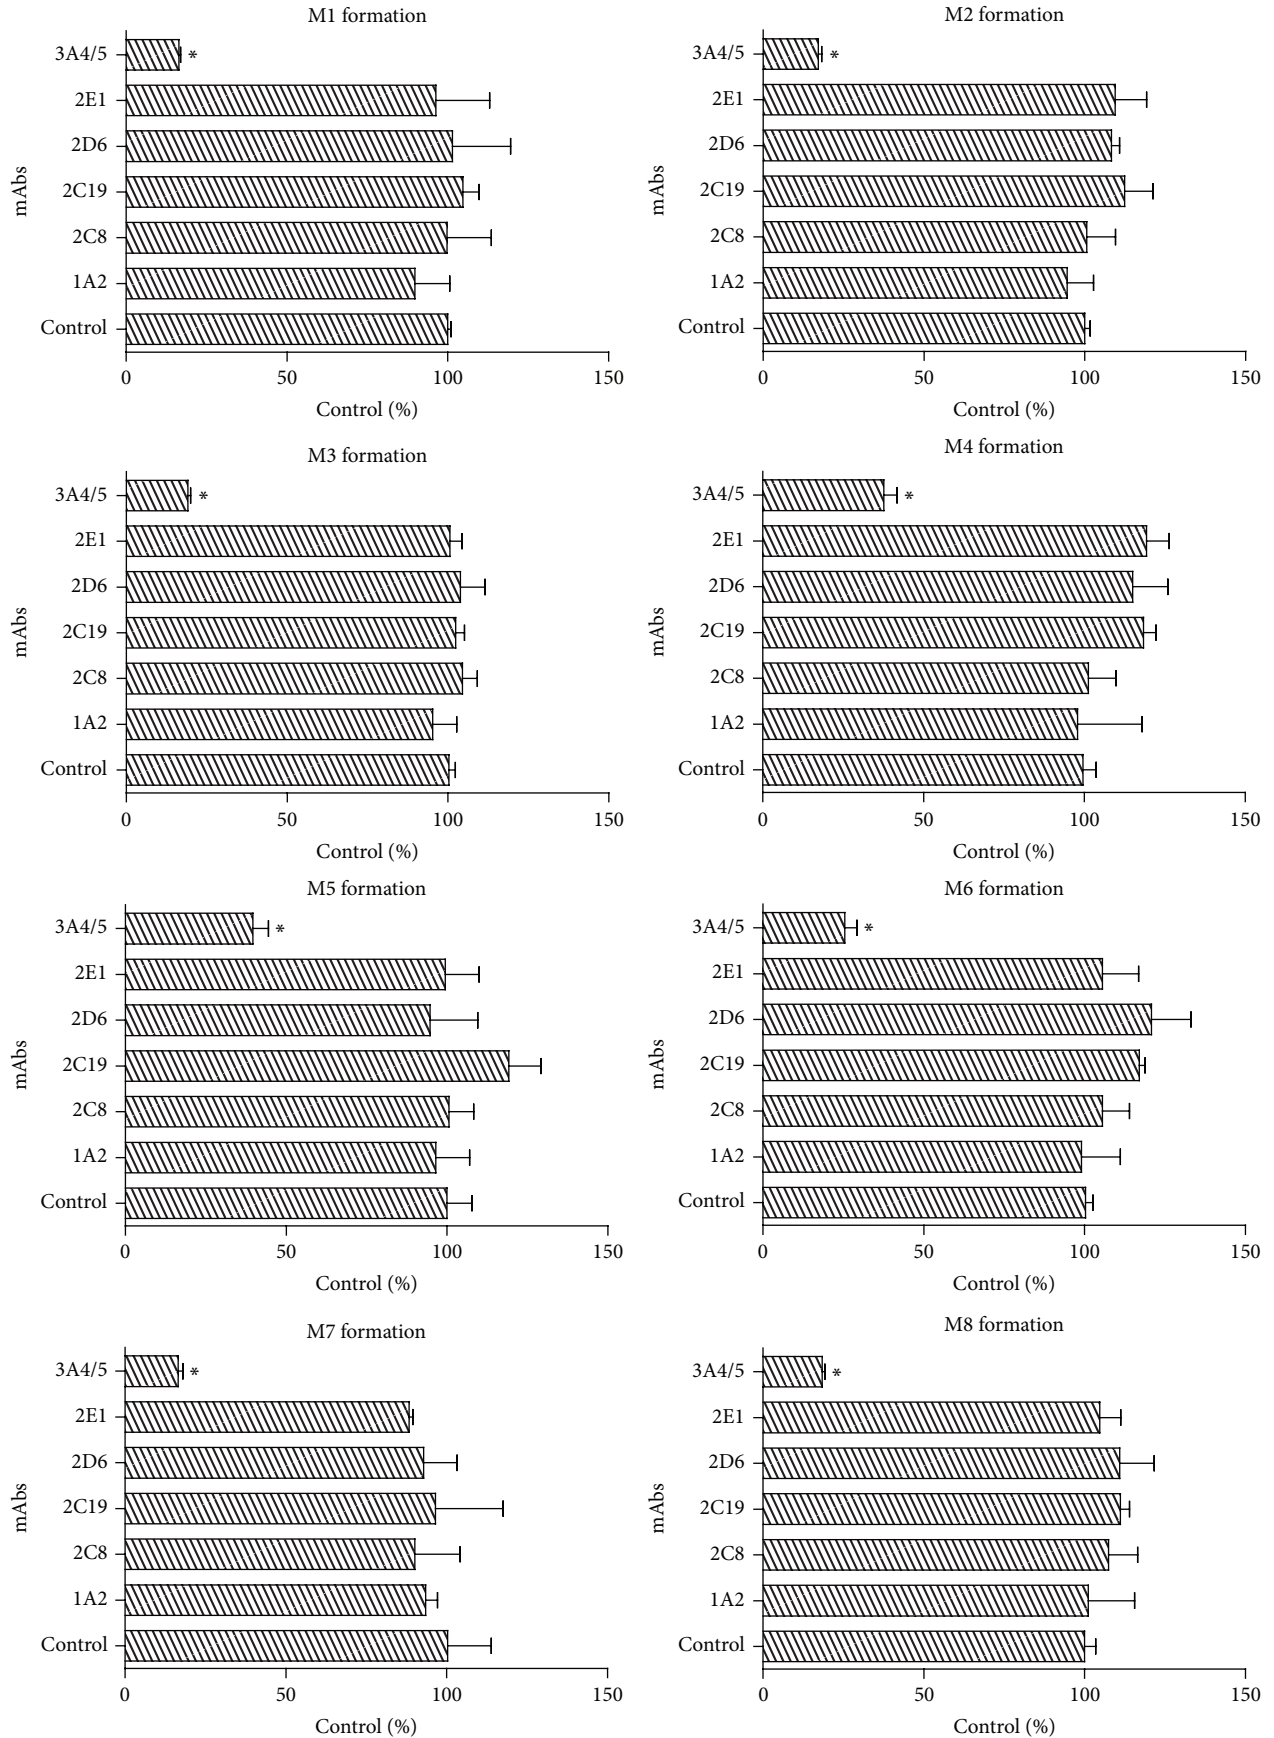 M1 formation
3A4/5 *
2E1
2D6
2C19
2C8
1A2
Control
mAbs
0 50 100 150
Control (%)
M2 formation
3A4/5 *
2E1
2D6
2C19
2C8
1A2
Control
mAbs
0 50 100 150
Control (%)
M3 formation
3A4/5 *
2E1
2D6
2C19
2C8
1A2
Control
mAbs
0 50 100 150
Control (%)
M4 formation
3A4/5 *
2E1
2D6
2C19
2C8
1A2
Control
mAbs
0 50 100 150
Control (%)
M5 formation
3A4/5 *
2E1
2D6
2C19
2C8
1A2
Control
mAbs
0 50 100 150
Control (%)
M6 formation
3A4/5 *
2E1
2D6
2C19
2C8
1A2
Control
mAbs
0 50 100 150
Control (%)
M7 formation
3A4/5 *
2E1
2D6
2C19
2C8
1A2
Control
mAbs
0 50 100 150
Control (%)
M8 formation
3A4/5 *
2E1
2D6
2C19
2C8
1A2
Control
mAbs
0 50 100 150
Control (%)